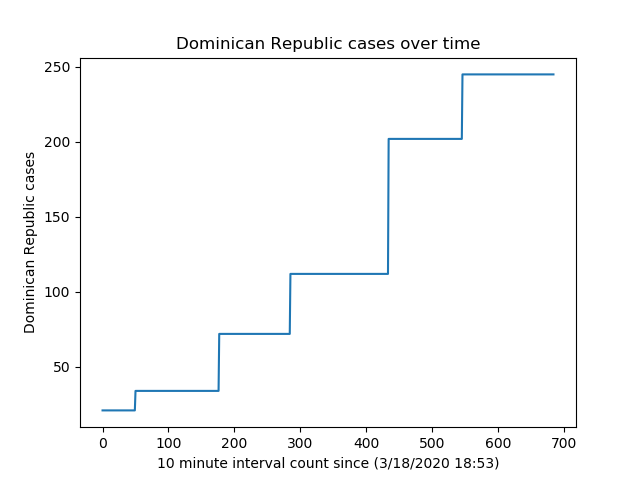 Dominican Republic cases over time
250
200
150
100
50
Dominican Republic cases
0 100 200 300 400 500 600 700
10 minute interval count since (3/18/2020 18:53)